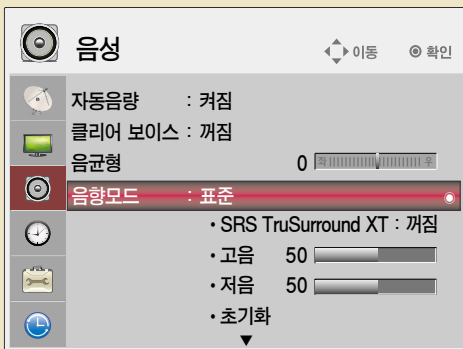 음성 이동 ◉ 확인
자동음량 : 켜짐
클리어 보이스 : 꺼짐
음균형 0 좌 우
음향모드 : 표준
• SRS TruSurround XT : 꺼짐
• 고음 50
• 저음 50
• 초기화
▼